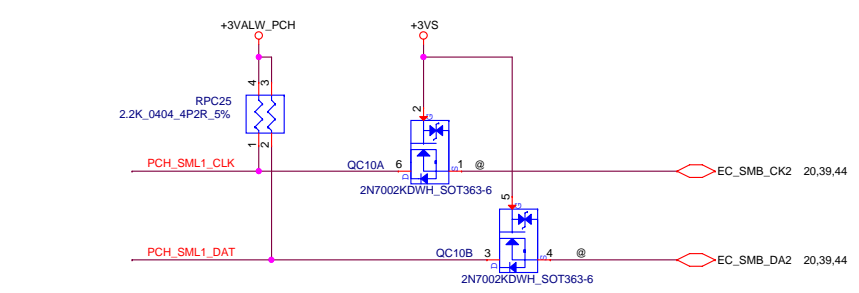 +3VALW_PCH
+3VS
4 3
RPC25
2.2K_0404_4P2R_5%
1 2
2
G
PCH_SML1_CLK
QC10A 6 1 @
D S
EC_SMB_CK2 20,39,44
2N7002KDWH_SOT363-6
5
G
PCH_SML1_DAT
QC10B 3 4 @
D S
EC_SMB_DA2 20,39,44
2N7002KDWH_SOT363-6